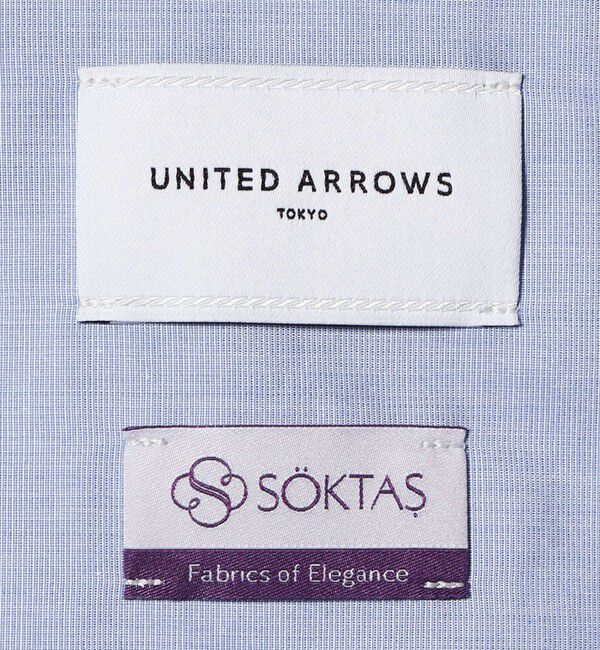 UNITED ARROWS
TOKYO
SÖKTAŞ
Fabrics of Elegance